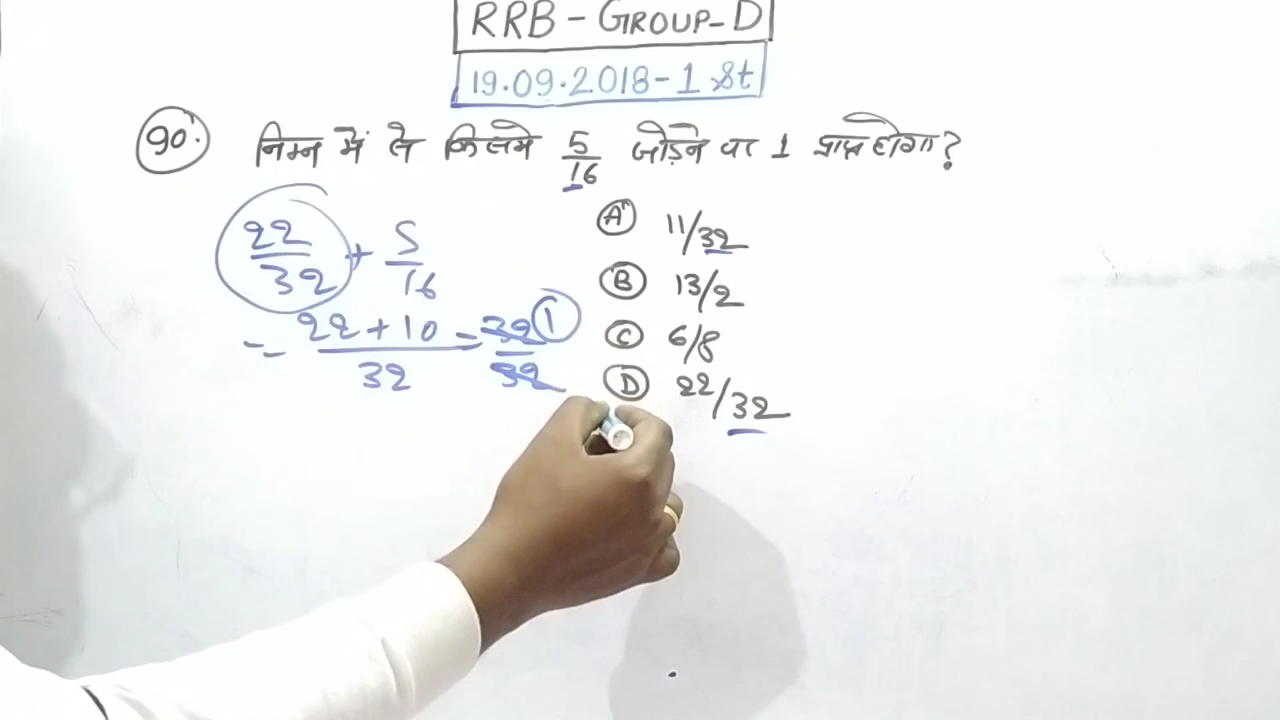 RRB - GROUP-D
19.09.2018 - 1 St
90. निम्न में से किसमे 5/16 जोड़ने पर 1 प्राप्त होगा?
A 11/32
B 13/2
C 6/8
D 22/32
22/32 + 5/16
= 22 + 10/32 = 32/32 1